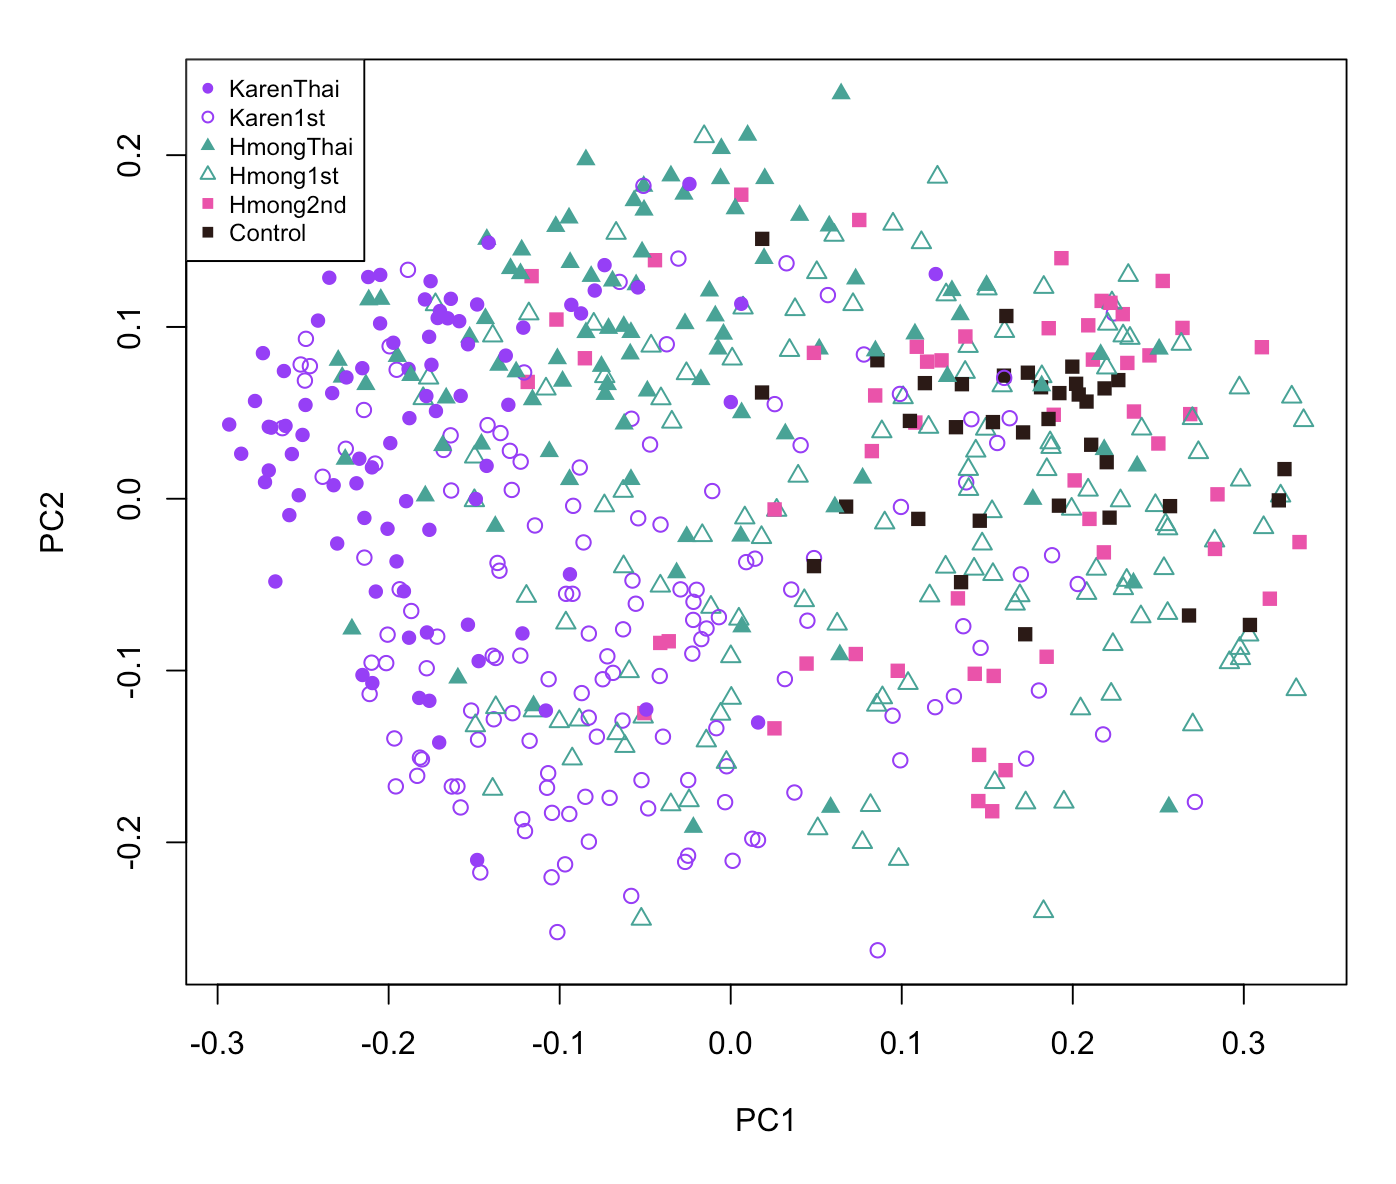 KarenThai
Karen1st
HmongThai
Hmong1st
Hmong2nd
Control
0.2
0.1
0.0
-0.1
-0.2
PC2
-0.3 -0.2 -0.1 0.0 0.1 0.2 0.3
PC1